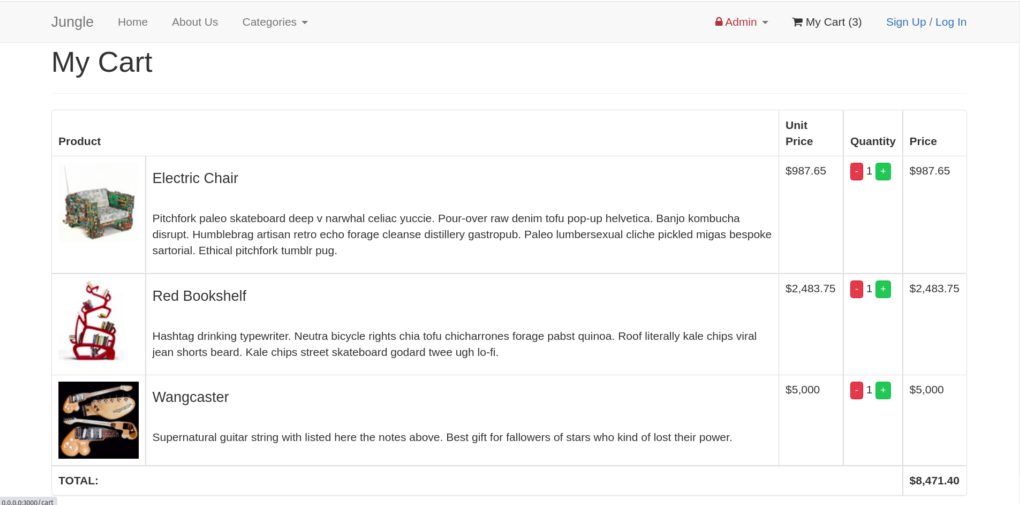 Jungle Home About Us Categories Admin My Cart (3) Sign Up / Log In
My Cart
Product Unit Price Quantity Price
Electric Chair $987.65 - 1 + $987.65
Pitchfork paleo skateboard deep v narwhal celiac yuccie. Pour-over raw denim tofu pop-up helvetica. Banjo kombucha
disrupt. Humblebrag artisan retro echo forage cleanse distillery gastropub. Paleo lumbersexual cliche pickled migas bespoke
sartorial. Ethical pitchfork tumblr pug.
Red Bookshelf $2,483.75 - 1 + $2,483.75
Hashtag drinking typewriter. Neutra bicycle rights chia tofu chicharrones forage pabst quinoa. Roof literally kale chips viral
jean shorts beard. Kale chips street skateboard godard twee ugh lo-fi.
Wangcaster $5,000 - 1 + $5,000
Supernatural guitar string with listed here the notes above. Best gift for fallowers of stars who kind of lost their power.
TOTAL: $8,471.40
0.0.0.0:3000/cart